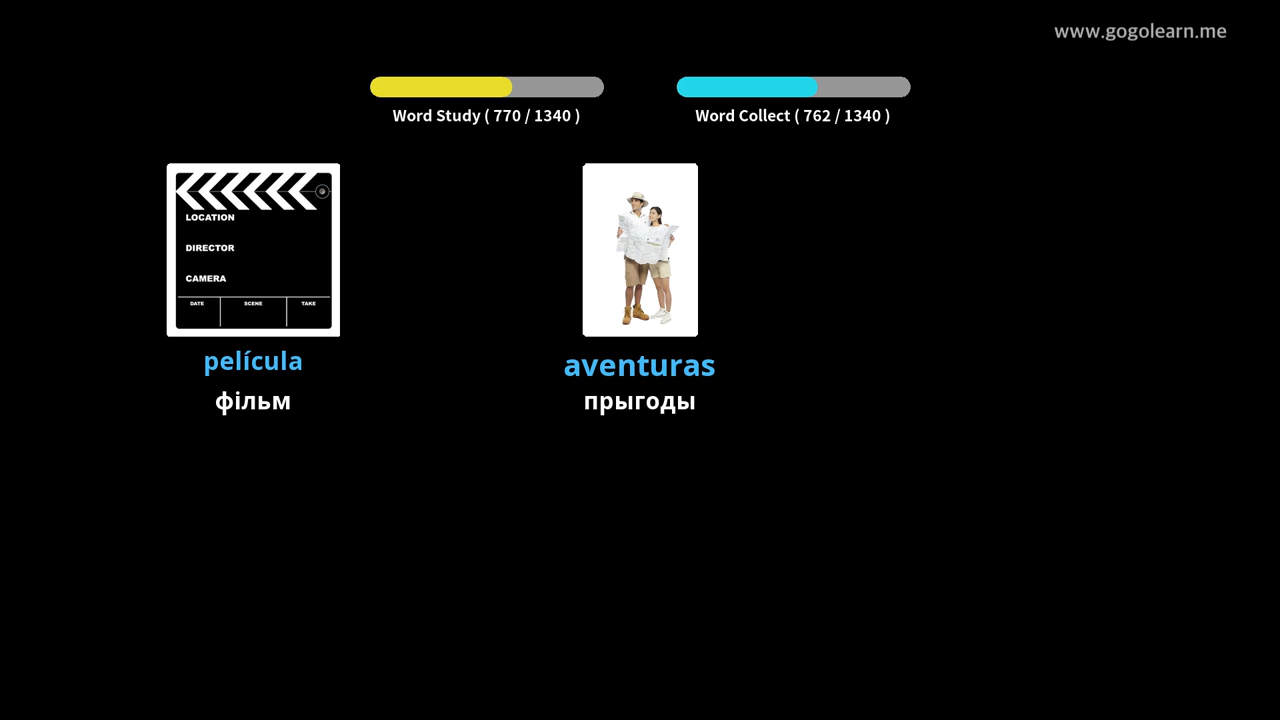 www.gogolearn.me
Word Study ( 770 / 1340 )
Word Collect ( 762 / 1340 )
LOCATION
DIRECTOR
CAMERA
DATE SCENE TAKE
película
фільм
aventuras
прыгоды